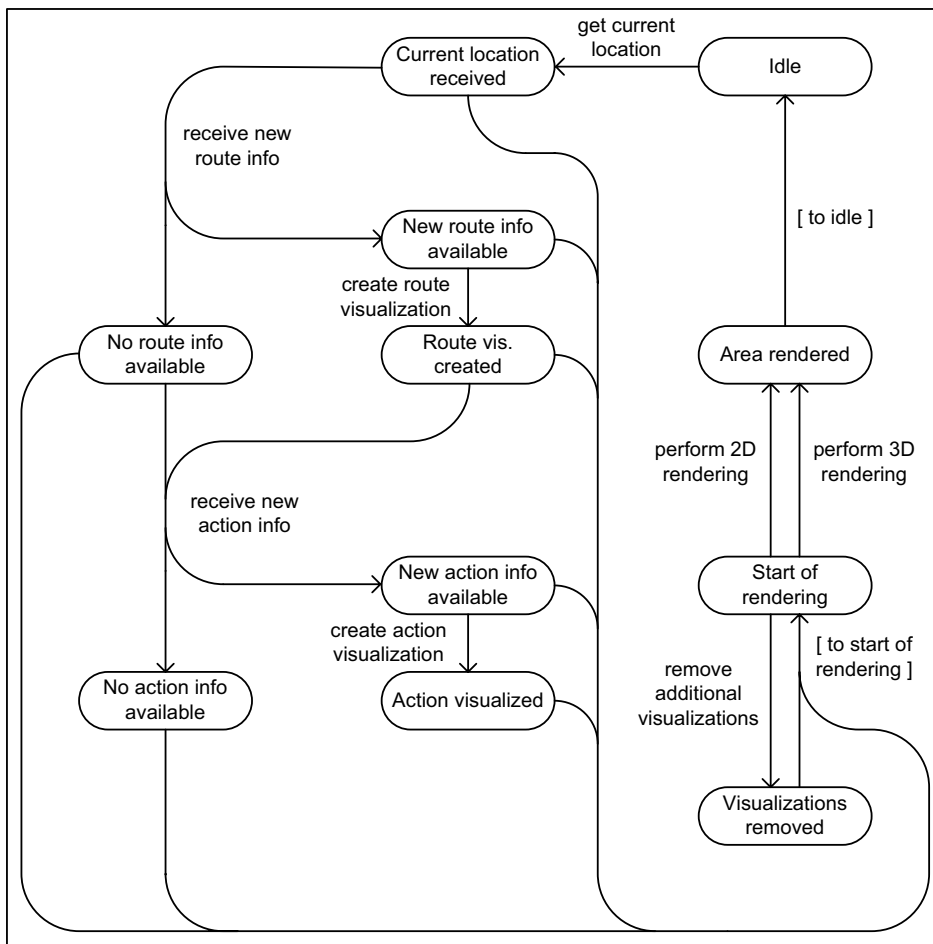 get current
location
Current location
received
Idle
receive new
route info
New route info
available
[ to idle ]
create route
visualization
No route info
available
Route vis.
created
Area rendered
perform 2D
rendering
perform 3D
rendering
receive new
action info
New action info
available
Start of
rendering
create action
visualization
[ to start of
rendering ]
remove
additional
visualizations
No action info
available
Action visualized
Visualizations
removed